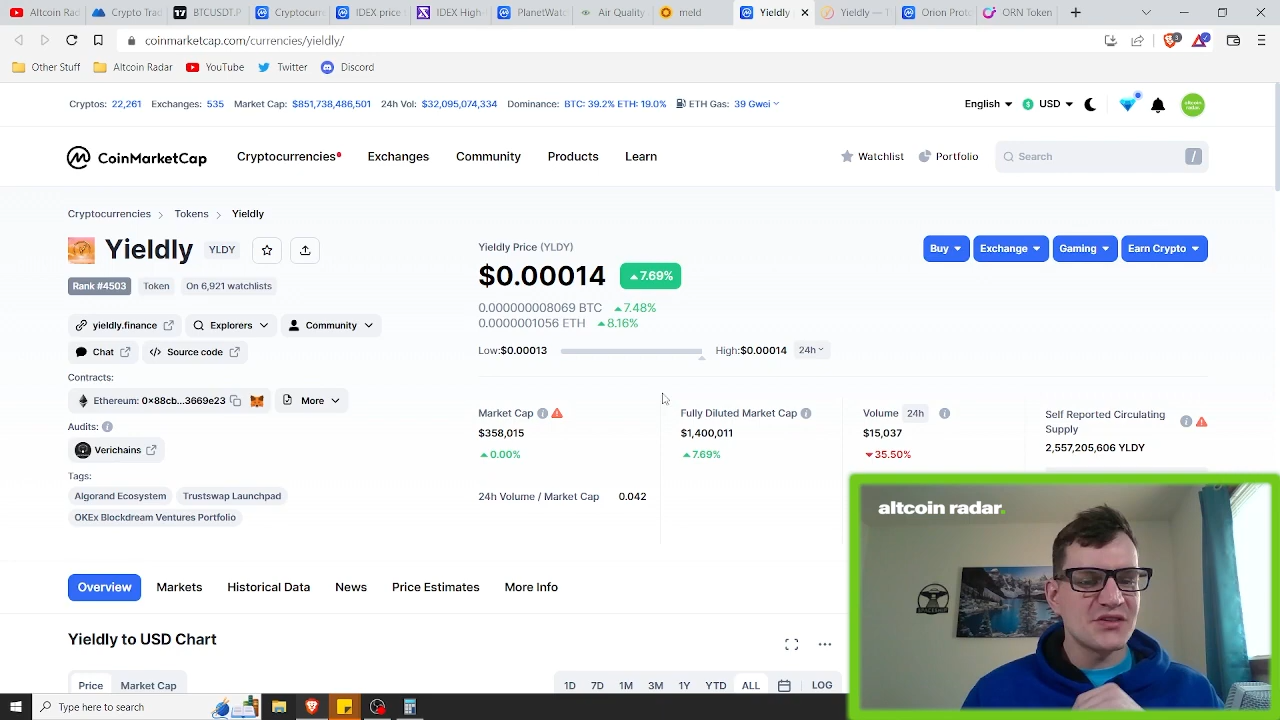 Altcoin Rad
Crypto Trad
BTCUSDT.P
Cryptocurr
IDEX price
IDEX High-
PlanetWatc
Air Quality
meld
Yieldly
Yieldly — T
Orion Proto
ORN Token
coinmarketcap.com/currencies/yieldly/
Other Stuff
Altcoin Radar
YouTube
Twitter
Discord
Cryptos: 22,261 Exchanges: 535 Market Cap: $851,738,486,501 24h Vol: $32,095,074,334 Dominance: BTC: 39.2% ETH: 19.0% ETH Gas: 39 Gwei
English USD
CoinMarketCap
Cryptocurrencies Exchanges Community Products Learn
Watchlist Portfolio Search /
Cryptocurrencies Tokens Yieldly
Yieldly YLDY
Rank #4503 Token On 6,921 watchlists
yieldly.finance Explorers Community
Chat Source code
Contracts:
Ethereum: 0x88cb...3669e23 More
Audits:
Verichains
Tags:
Algorand Ecosystem Trustswap Launchpad
OKEx Blockdream Ventures Portfolio
Yieldly Price (YLDY)
$0.00014 7.69%
0.000000008069 BTC 7.48%
0.0000001056 ETH 8.16%
Low:$0.00013 High:$0.00014 24h
Buy Exchange Gaming Earn Crypto
Market Cap
$358,015
0.00%
24h Volume / Market Cap 0.042
Fully Diluted Market Cap
$1,400,011
7.69%
Volume 24h
$15,037
35.50%
Self Reported Circulating
Supply
2,557,205,606 YLDY
Overview Markets Historical Data News Price Estimates More Info
Yieldly to USD Chart
Price Market Cap
1D 7D 1M 3M 1Y YTD ALL LOG
altcoin radar.
SPACESHIP
Type here to search